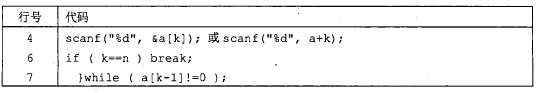 行号 代码
4 scanf("%d", &a[k]); 或 scanf("%d", a+k);
6 if ( k==n ) break;
7 }while ( a[k-1]!=0 );